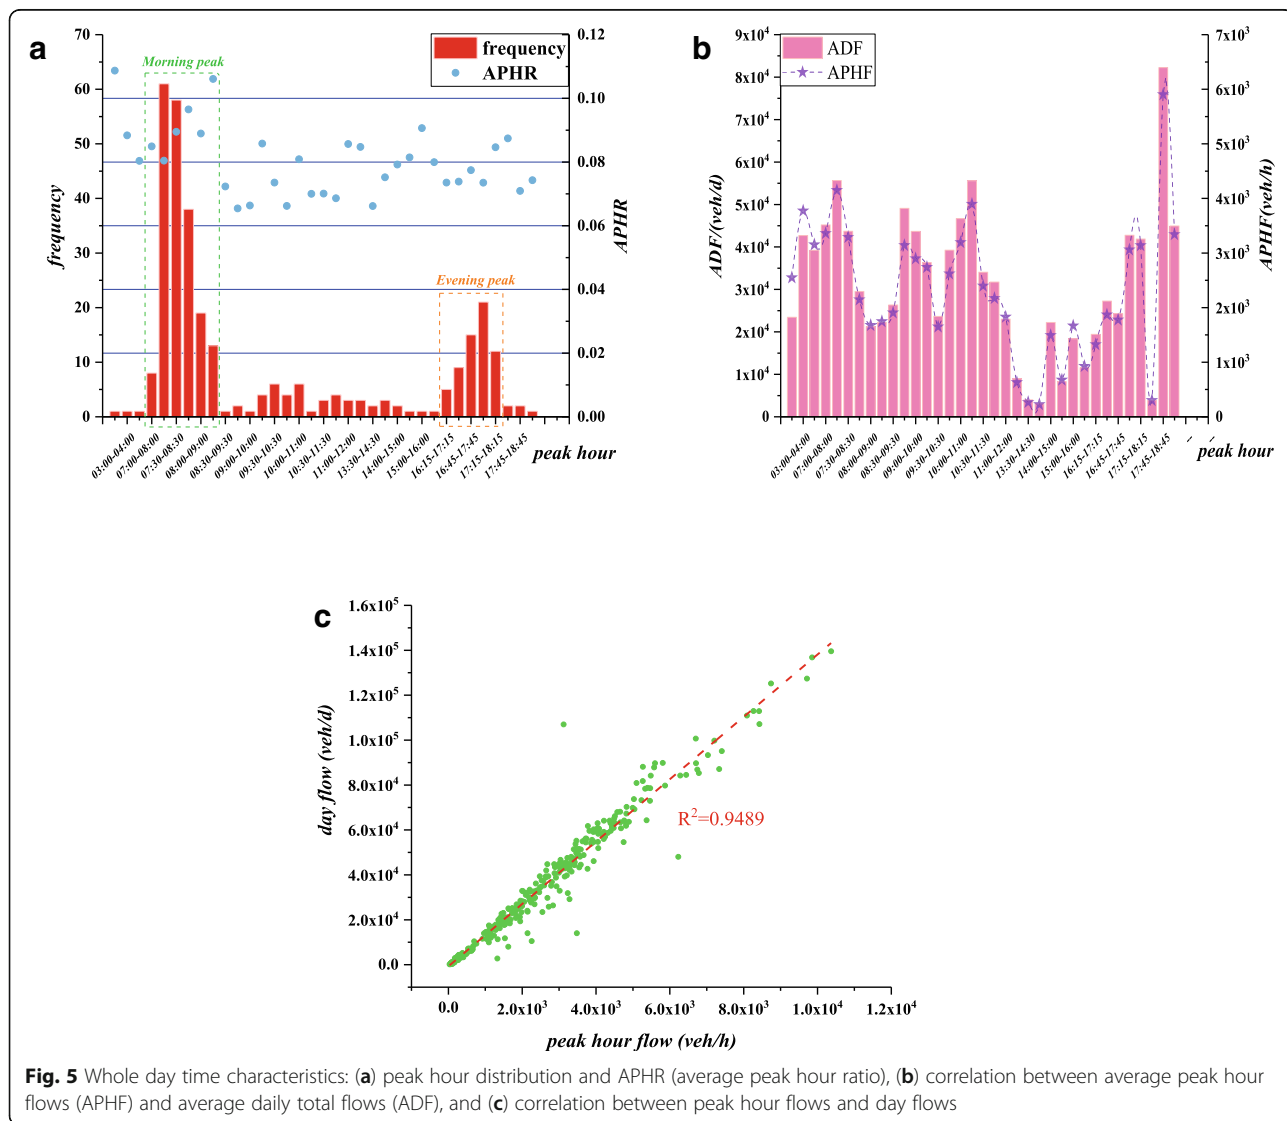 a
70
60
50
40
30
20
10
0
frequency
0.12
0.10
0.08
0.06
0.04
0.02
0.00
APHR
frequency
APHR
Morning peak
Evening peak
03:00-04:00
07:00-08:00
07:30-08:30
08:00-09:00
08:30-09:30
09:00-10:00
09:30-10:30
10:00-11:00
10:30-11:30
11:00-12:00
13:30-14:30
14:00-15:00
15:00-16:00
16:15-17:15
16:45-17:45
17:15-18:15
17:45-18:45
peak hour
b
9x10⁴
8x10⁴
7x10⁴
6x10⁴
5x10⁴
4x10⁴
3x10⁴
2x10⁴
1x10⁴
0
ADF/(veh/d)
7x10³
6x10³
5x10³
4x10³
3x10³
2x10³
1x10³
0
APHF(veh/h)
ADF
APHF
03:00-04:00
07:00-08:00
07:30-08:30
08:00-09:00
08:30-09:30
09:00-10:00
09:30-10:30
10:00-11:00
10:30-11:30
11:00-12:00
13:30-14:30
14:00-15:00
15:00-16:00
16:15-17:15
16:45-17:45
17:15-18:15
17:45-18:45
--
--
peak hour
c
1.6x10⁵
1.4x10⁵
1.2x10⁵
1.0x10⁵
8.0x10⁴
6.0x10⁴
4.0x10⁴
2.0x10⁴
0.0
day flow (veh/d)
R²=0.9489
0.0
2.0x10³
4.0x10³
6.0x10³
8.0x10³
1.0x10⁴
1.2x10⁴
peak hour flow (veh/h)
Fig. 5 Whole day time characteristics: (a) peak hour distribution and APHR (average peak hour ratio), (b) correlation between average peak hour
flows (APHF) and average daily total flows (ADF), and (c) correlation between peak hour flows and day flows